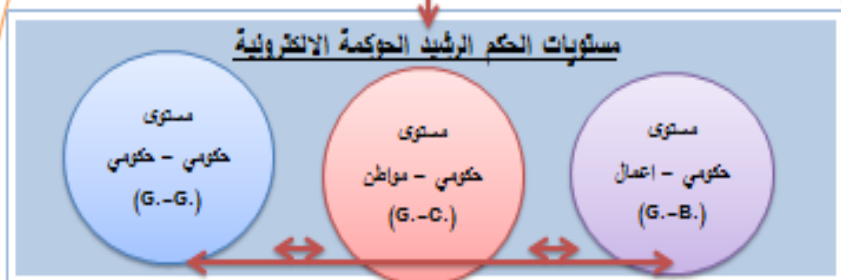 مستويات الحكم الرشيد الحوكمة الالكترونية
مستوى
حكومي – اعمال
(G.–B.)
مستوى
حكومي – مواطن
(G.–C.)
مستوى
حكومي – حكومي
(G.–G.)